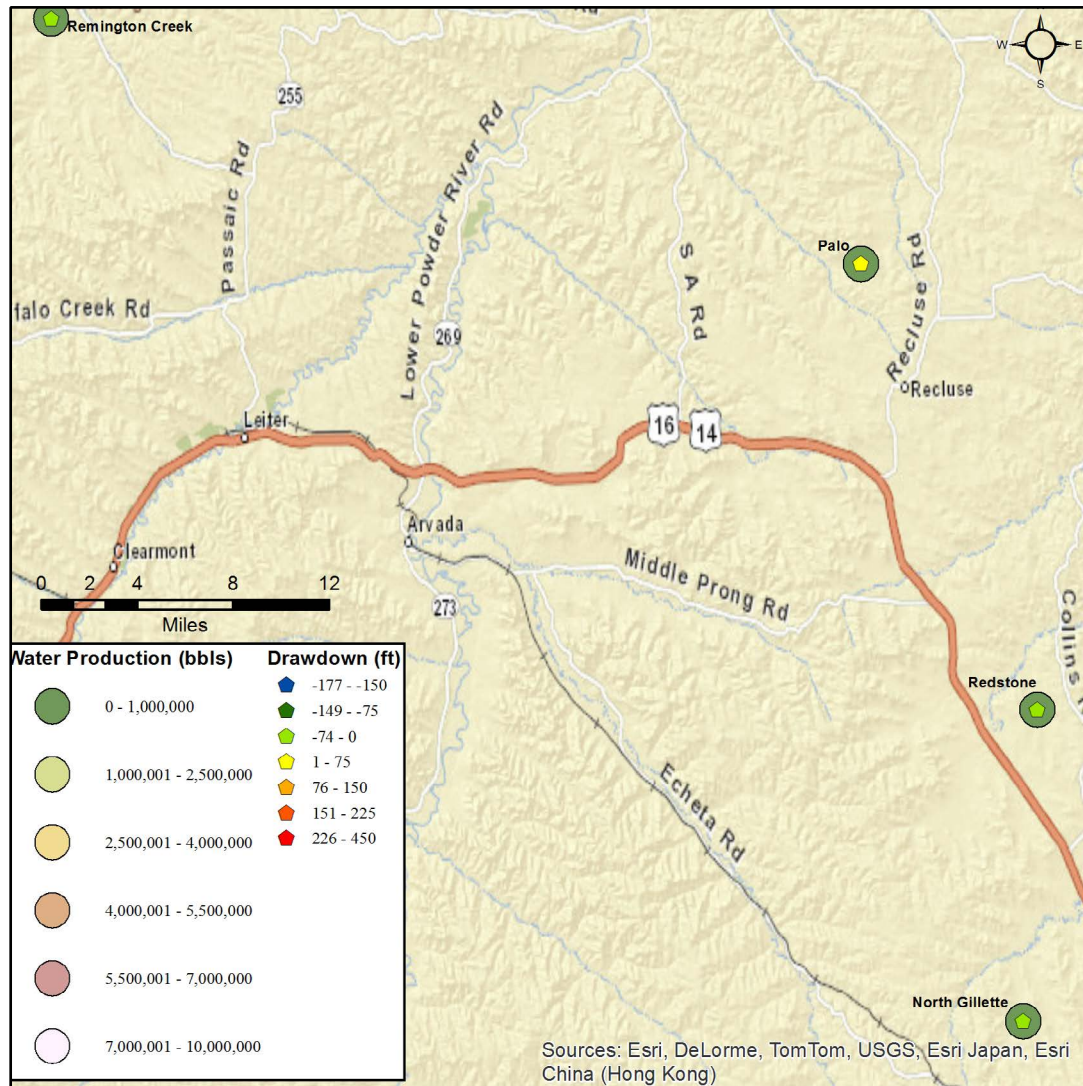 Remington Creek
Rd
W
E
S
255
Passaic Rd
Lower Powder River Rd
S A Rd
Palo
Recluse Rd
Recluse
alo Creek Rd
269
Leiter
16
14
Arvada
Clearmont
Middle Prong Rd
Collins
0 2 4 8 12
Miles
273
Redstone
Echeta Rd
North Gillette
Water Production (bbls)
0 - 1,000,000
1,000,001 - 2,500,000
2,500,001 - 4,000,000
4,000,001 - 5,500,000
5,500,001 - 7,000,000
7,000,001 - 10,000,000
Drawdown (ft)
-177 - -150
-149 - -75
-74 - 0
1 - 75
76 - 150
151 - 225
226 - 450
Sources: Esri, DeLorme, TomTom, USGS, Esri Japan, Esri
China (Hong Kong)